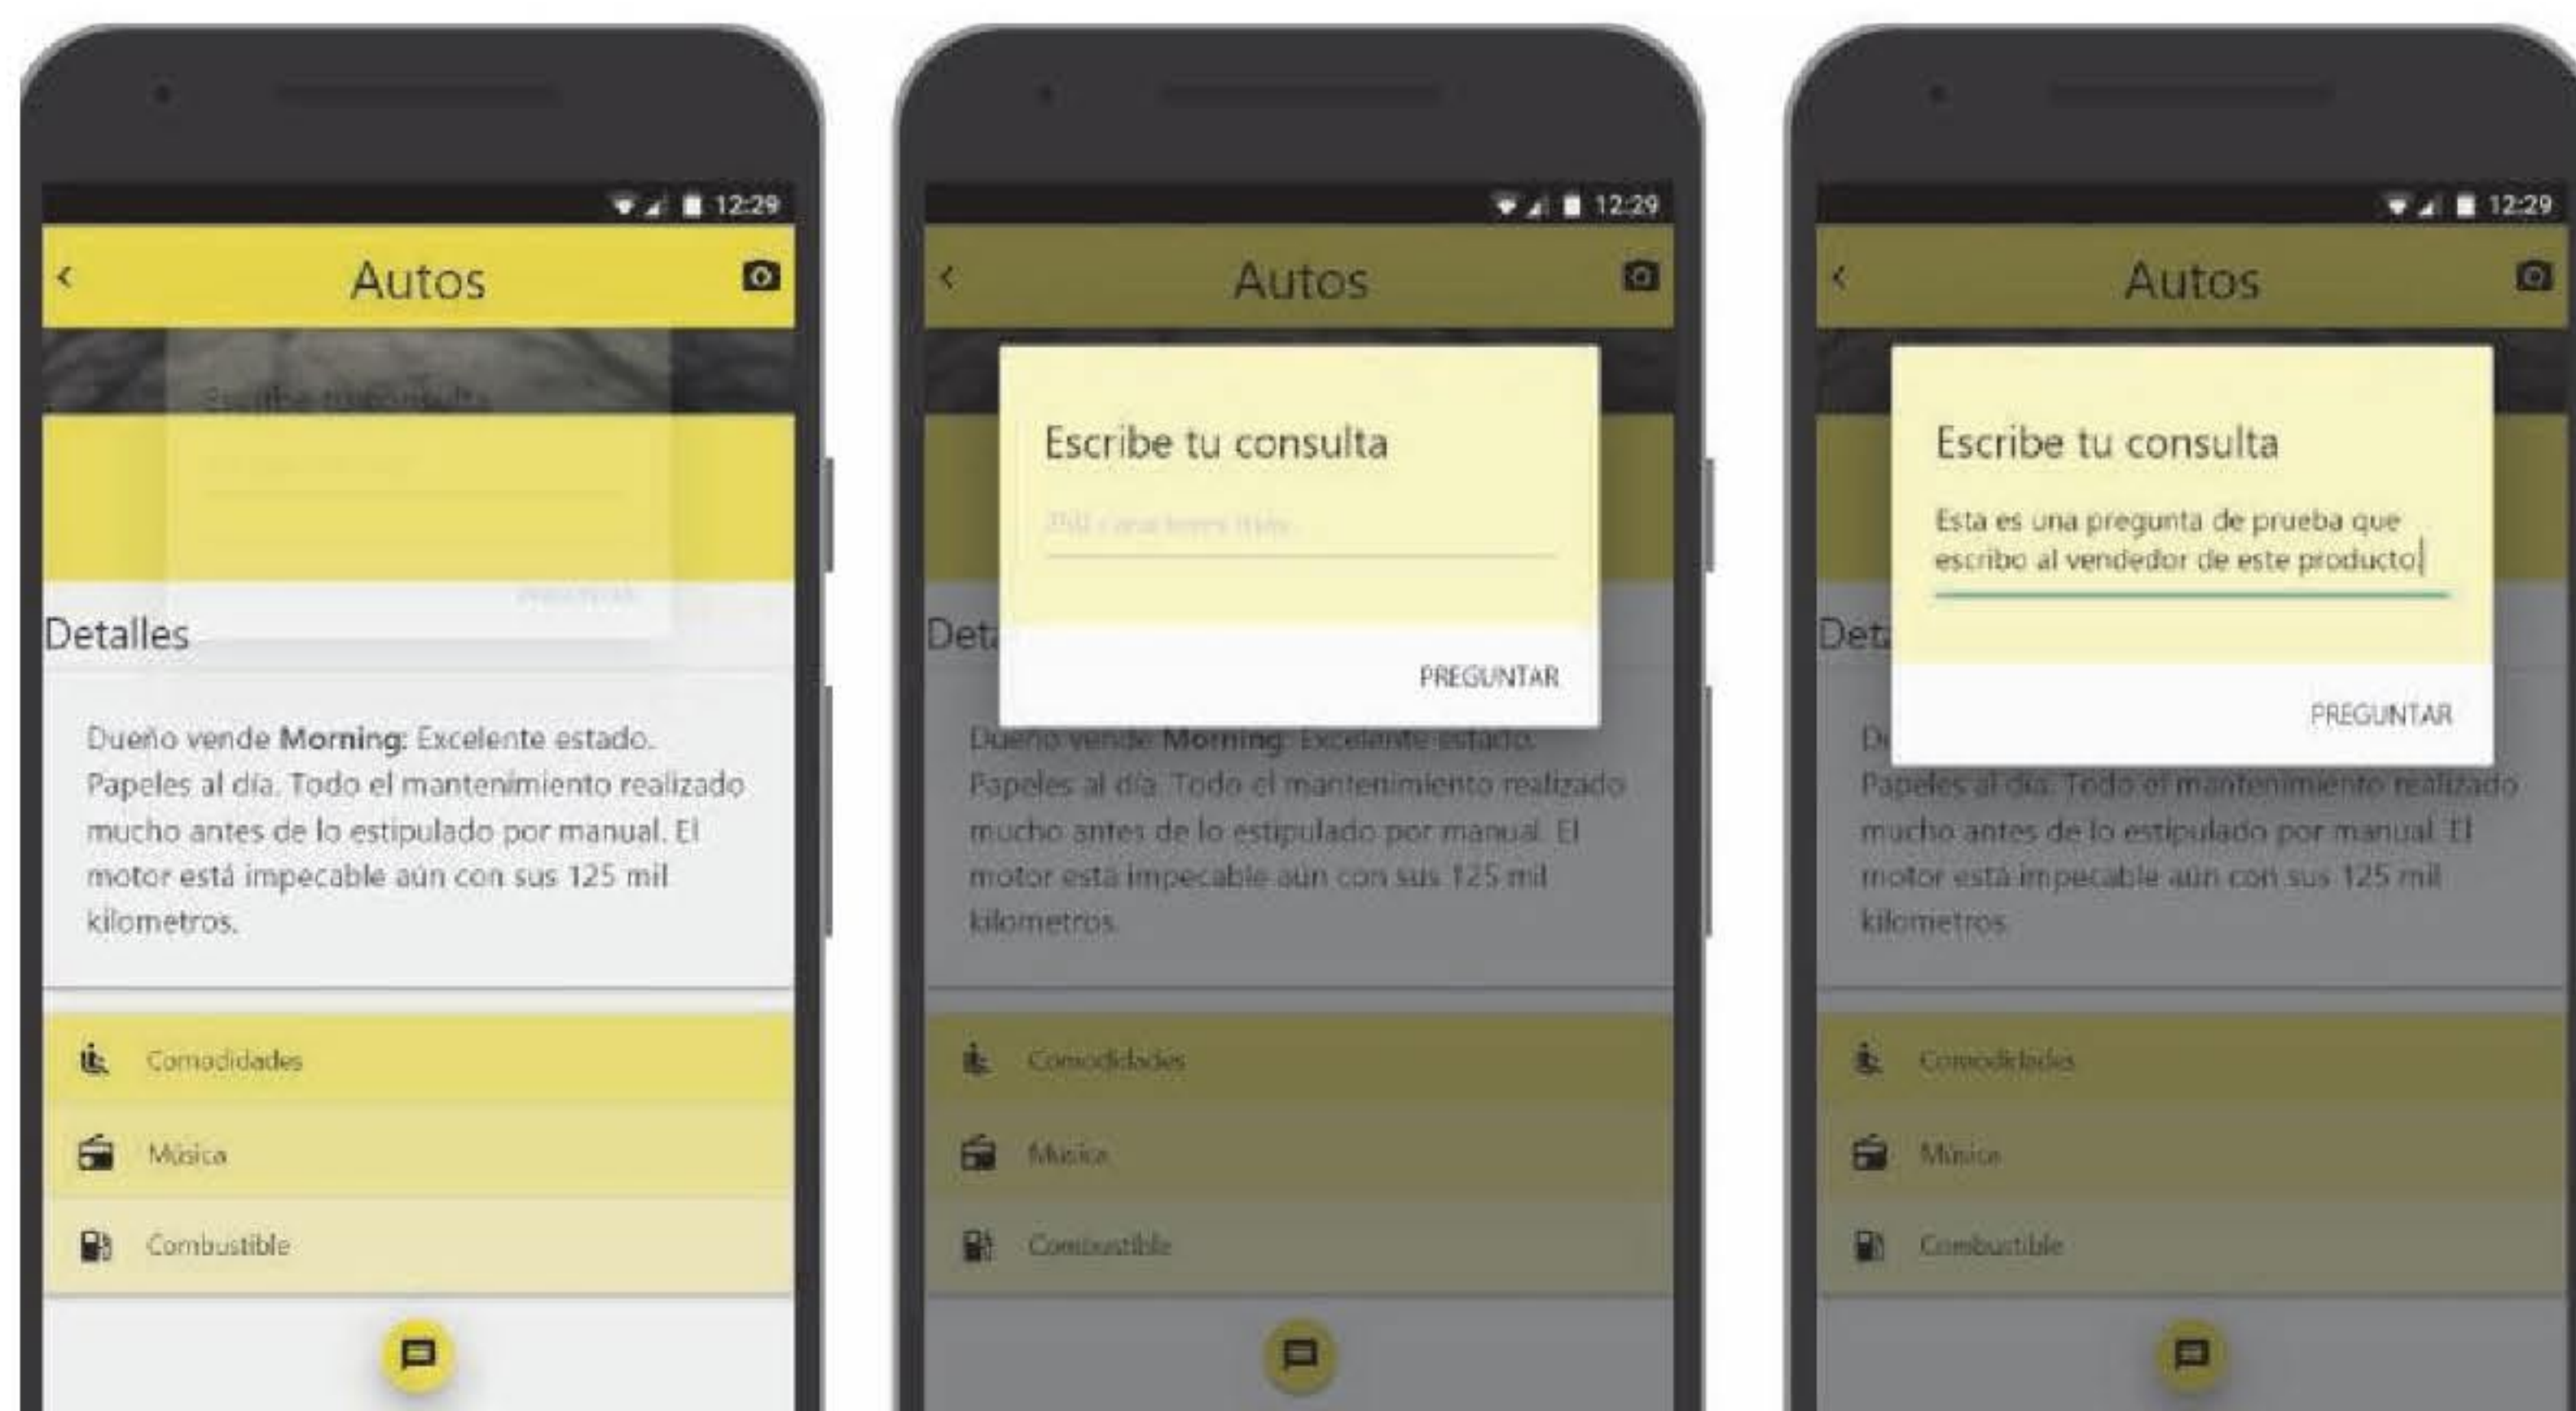 12:29
Autos
Escribe tu consulta
Detalles
Dueño vende Morning: Excelente estado.
Papeles al día. Todo el mantenimiento realizado
mucho antes de lo estipulado por manual. El
motor está impecable aún con sus 125 mil
kilometros.
Comodidades
Música
Combustible
12:29
Autos
Escribe tu consulta
PREGUNTAR
Deta
Dueño vende Morning: Excelente estado.
Papeles al día. Todo el mantenimiento realizado
mucho antes de lo estipulado por manual. El
motor está impecable aún con sus 125 mil
kilometros.
Comodidades
Música
Combustible
12:29
Autos
Escribe tu consulta
Esta es una pregunta de prueba que
escribo al vendedor de este producto
PREGUNTAR
Deta
Papeles al día. Todo el mantenimiento realizado
mucho antes de lo estipulado por manual. El
motor está impecable aún con sus 125 mil
kilometros.
Comodidades
Música
Combustible